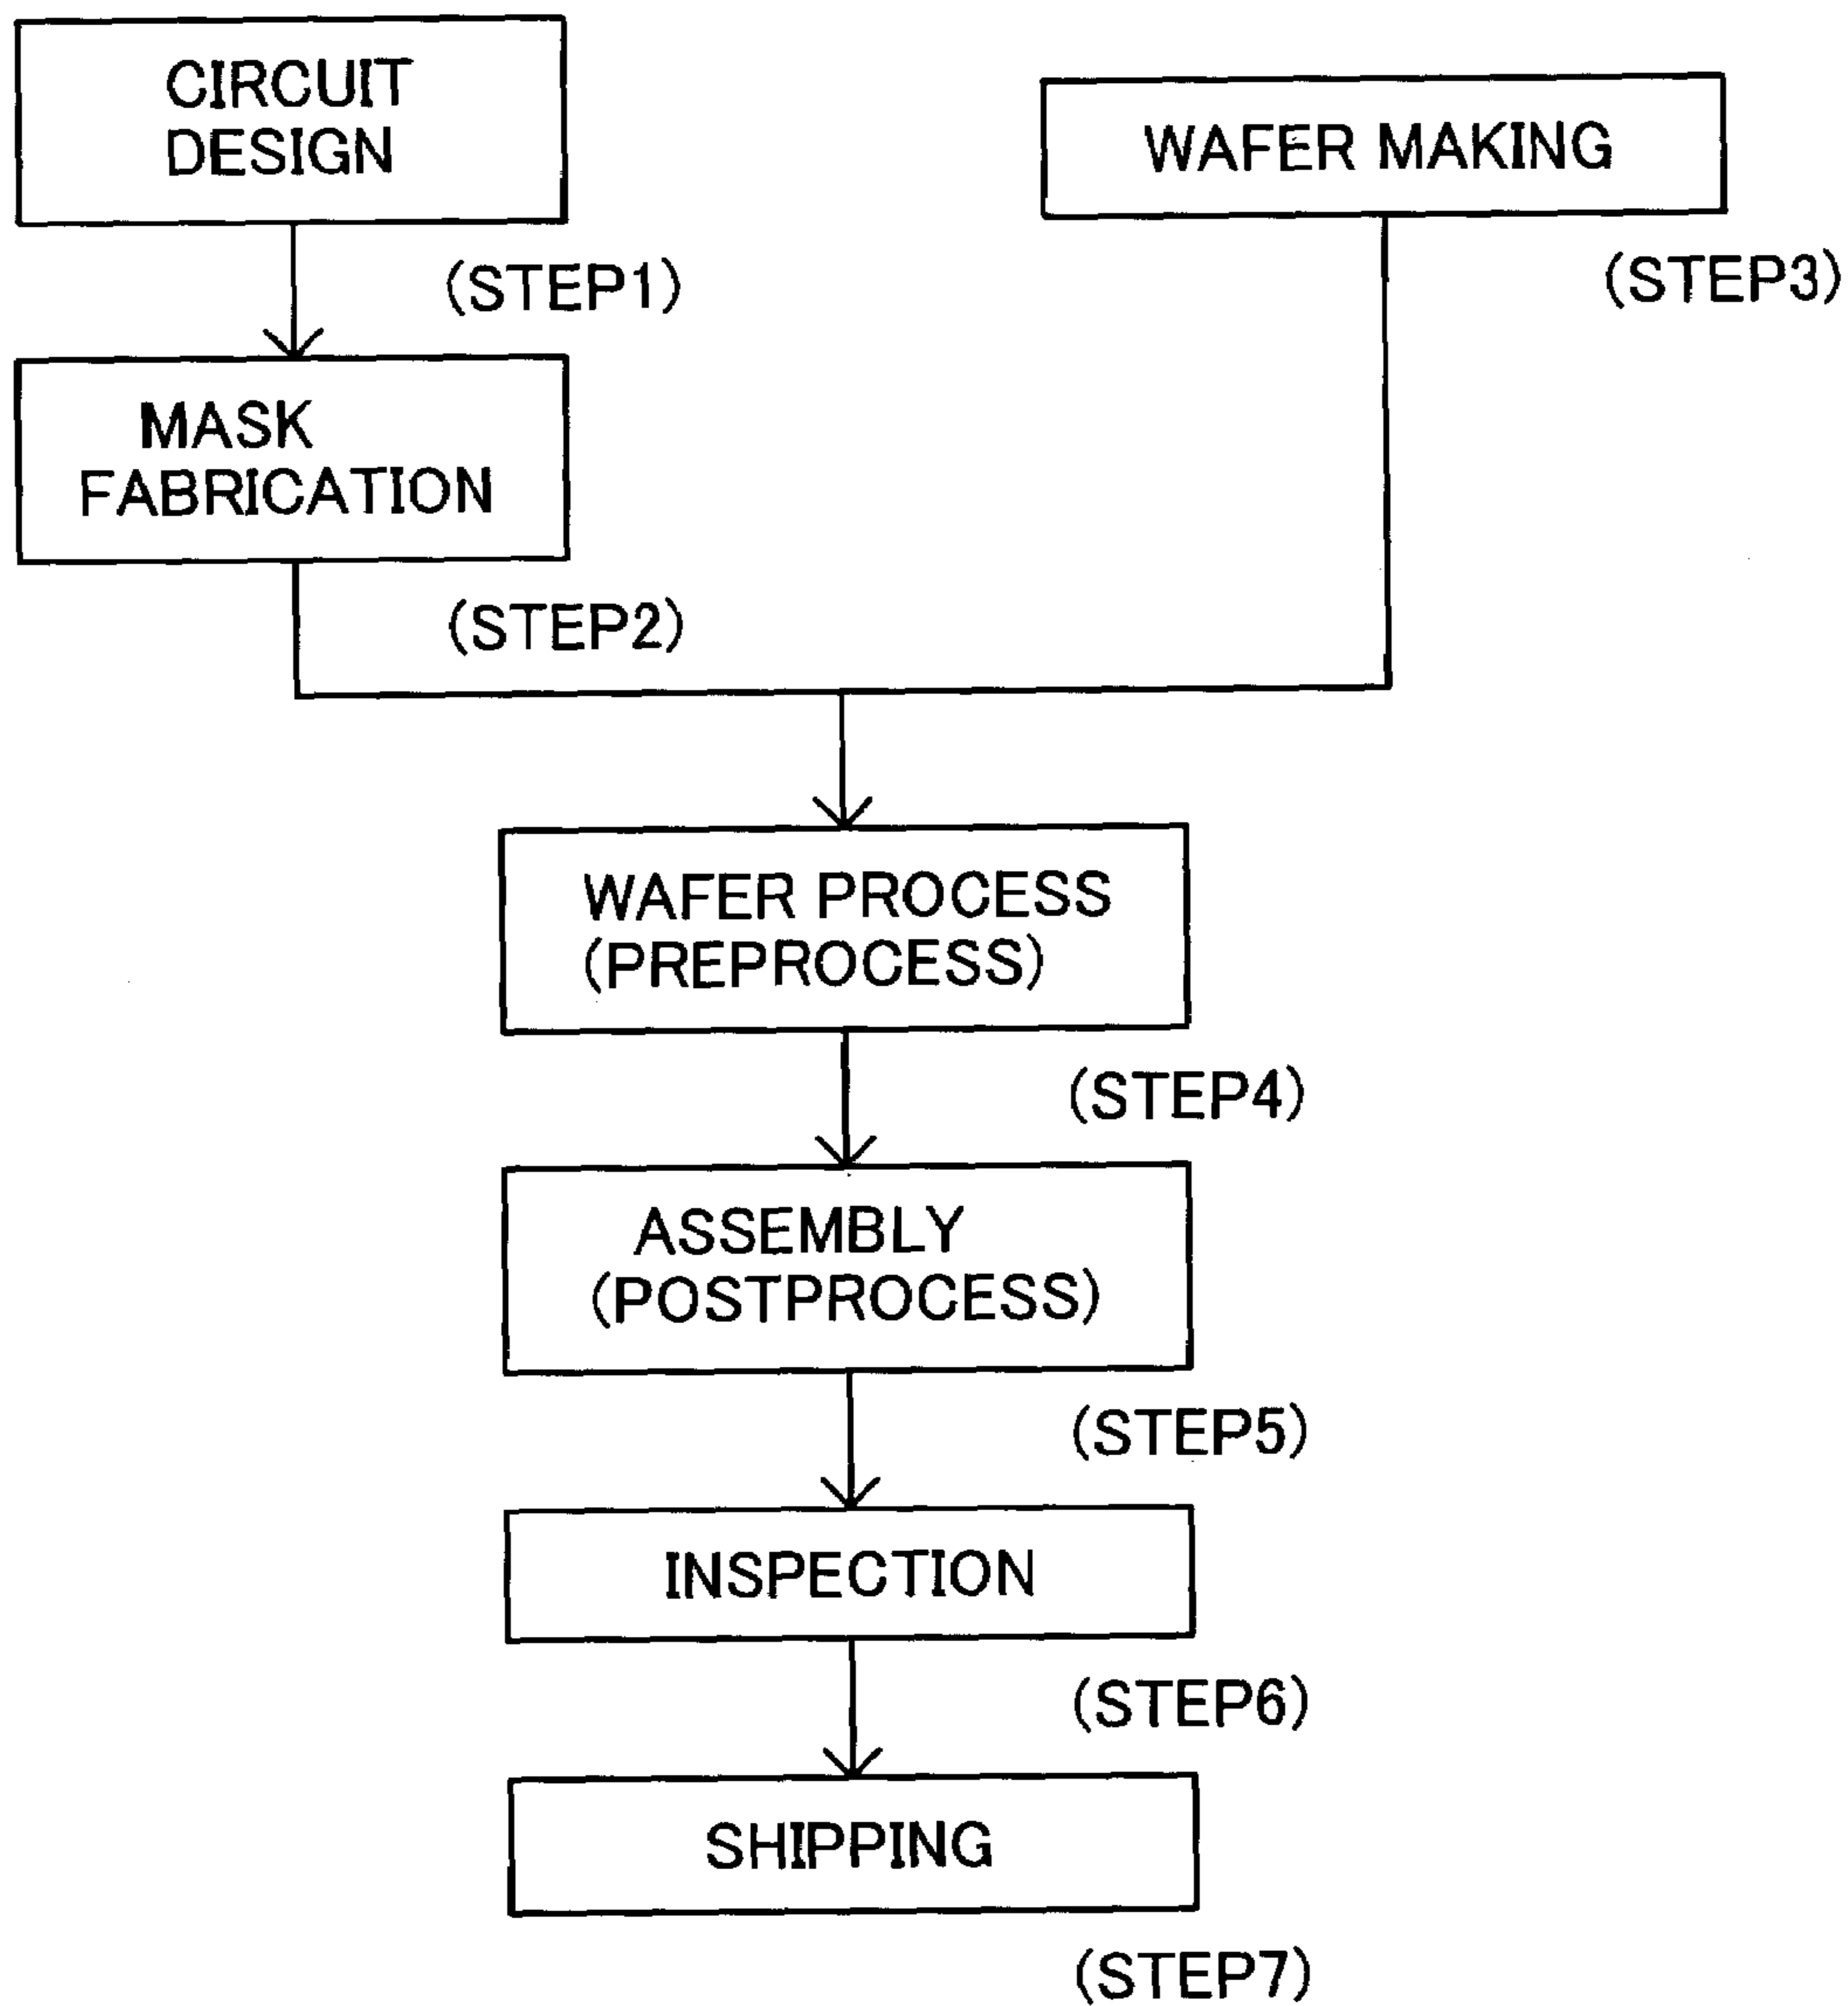 CIRCUIT
DESIGN
(STEP1)
MASK
FABRICATION
(STEP2)
WAFER MAKING
(STEP3)
WAFER PROCESS
(PREPROCESS)
(STEP4)
ASSEMBLY
(POSTPROCESS)
(STEP5)
INSPECTION
(STEP6)
SHIPPING
(STEP7)